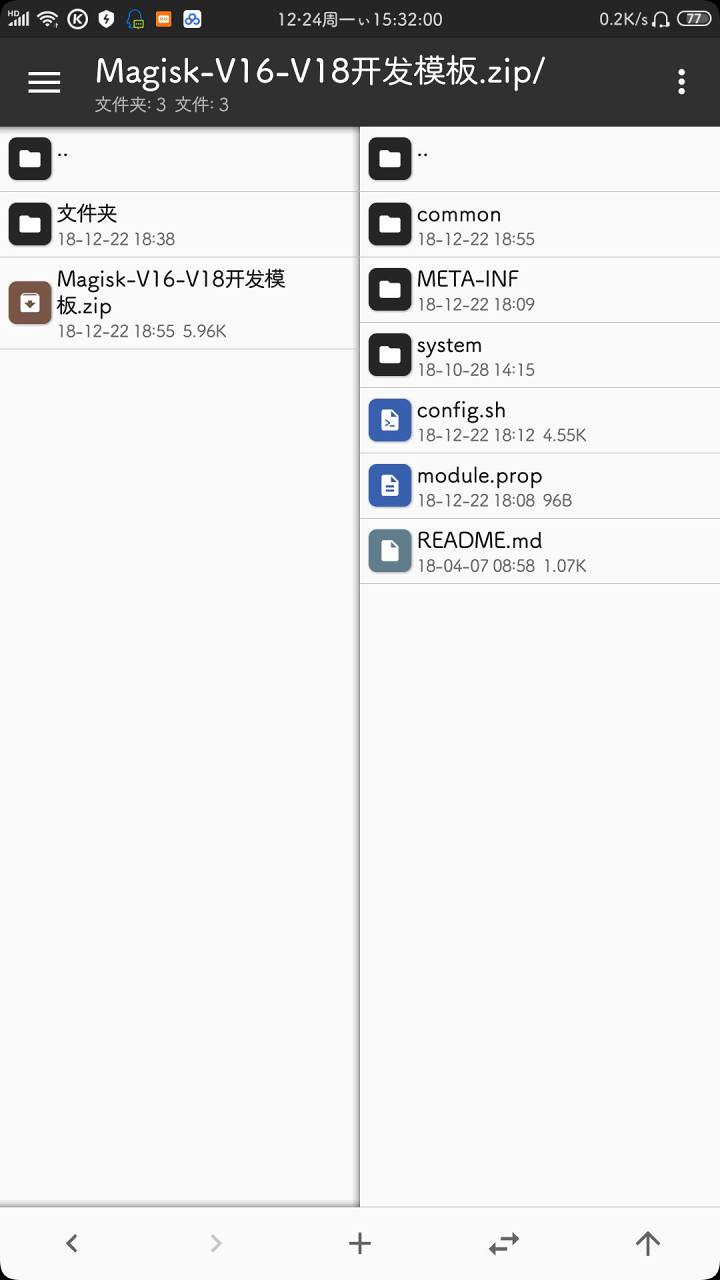 HD 12·24周一 15:32:00 0.2K/s 77
Magisk-V16-V18开发模板.zip/
文件夹: 3 文件: 3
..
文件夹
18-12-22 18:38
Magisk-V16-V18开发模
板.zip
18-12-22 18:55 5.96K
..
common
18-12-22 18:55
META-INF
18-12-22 18:09
system
18-10-28 14:15
config.sh
18-12-22 18:12 4.55K
module.prop
18-12-22 18:08 96B
README.md
18-04-07 08:58 1.07K